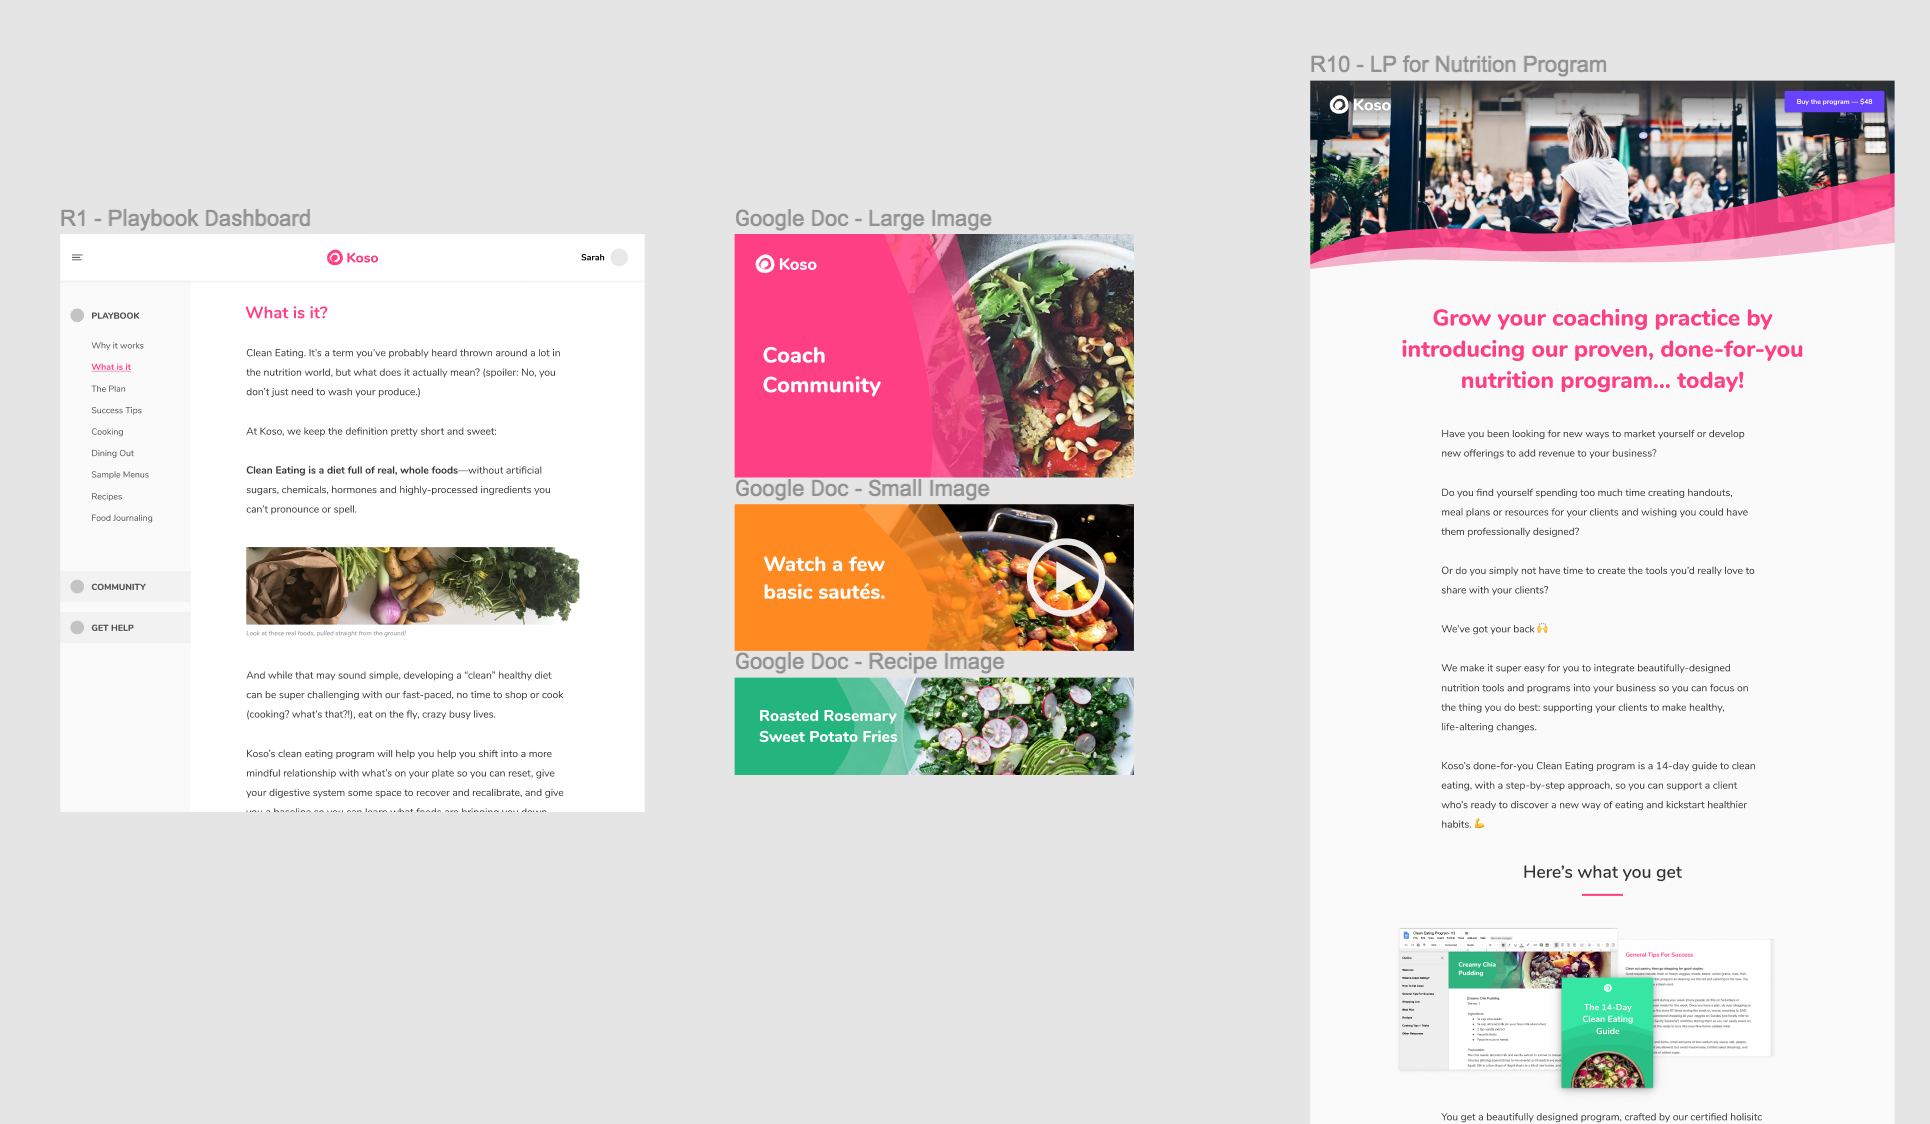 R1 - Playbook Dashboard
Koso
Sarah
PLAYBOOK
Why it works
What is it
The Plan
Success Tips
Cooking
Dining Out
Sample Menus
Recipes
Food Journaling
COMMUNITY
GET HELP
What is it?
Clean Eating. It's a term you've probably heard thrown around a lot in
the nutrition world, but what does it actually mean? (spoiler: No, you
don't just need to wash your produce.)
At Koso, we keep the definition pretty short and sweet:
Clean Eating is a diet full of real, whole foods—without artificial
sugars, chemicals, hormones and highly-processed ingredients you
can't pronounce or spell.
Look at these real foods, pulled straight from the ground!
And while that may sound simple, developing a "clean" healthy diet
can be super challenging with our fast-paced, no time to shop or cook
(cooking? what's that?!), eat on the fly, crazy busy lives.
Koso's clean eating program will help you help you shift into a more
mindful relationship with what's on your plate so you can reset, give
your digestive system some space to recover and recalibrate, and give
you a baseline so you can learn what foods are bringing you down
Google Doc - Large Image
Koso
Coach
Community
Google Doc - Small Image
Watch a few
basic sautés.
Google Doc - Recipe Image
Roasted Rosemary
Sweet Potato Fries
R10 - LP for Nutrition Program
Koso
Buy the program — $48
Grow your coaching practice by
introducing our proven, done-for-you
nutrition program... today!
Have you been looking for new ways to market yourself or develop
new offerings to add revenue to your business?
Do you find yourself spending too much time creating handouts,
meal plans or resources for your clients and wishing you could have
them professionally designed?
Or do you simply not have time to create the tools you'd really love to
share with your clients?
We've got your back 🙌
We make it super easy for you to integrate beautifully-designed
nutrition tools and programs into your business so you can focus on
the thing you do best: supporting your clients to make healthy,
life-altering changes.
Koso's done-for-you Clean Eating program is a 14-day guide to clean
eating, with a step-by-step approach, so you can support a client
who's ready to discover a new way of eating and kickstart healthier
habits. 💪
Here's what you get
Creamy Chia
Pudding
Creamy Chia Pudding
General Tips For Success
The 14-Day
Clean Eating
Guide
You get a beautifully designed program, crafted by our certified holisitc